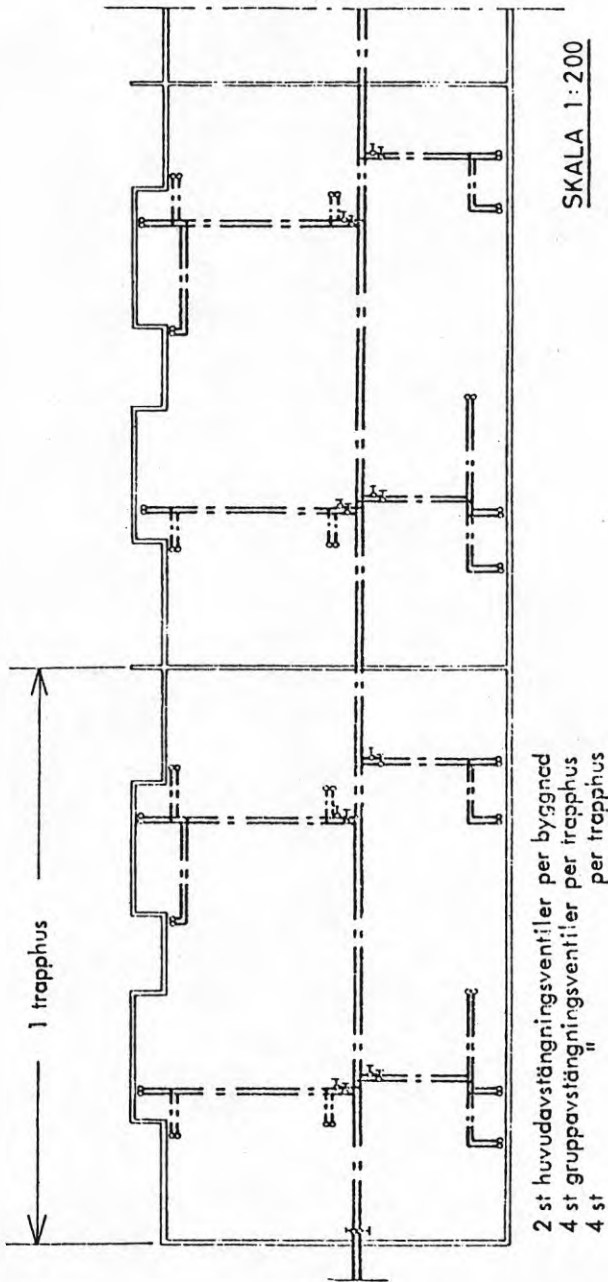 1 trapphus
2 st huvudavstängningsventiler per byggnad
4 st gruppavstängningsventiler per trapphus
4 st " per trapphus
SKALA 1:200